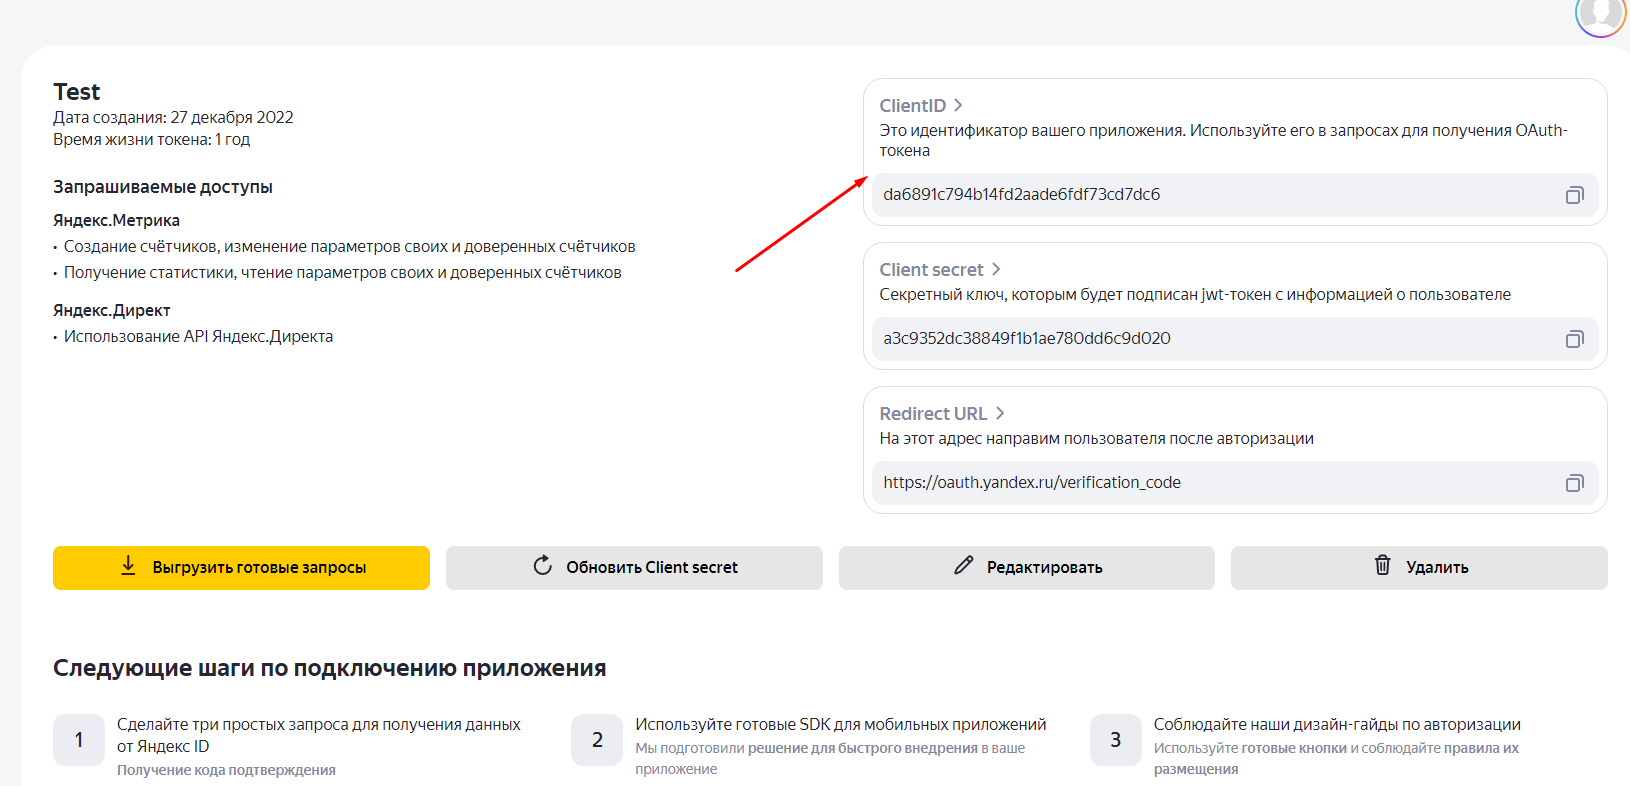 Test
Дата создания: 27 декабря 2022
Время жизни токена: 1 год
Запрашиваемые доступы
Яндекс.Метрика
• Создание счётчиков, изменение параметров своих и доверенных счётчиков
• Получение статистики, чтение параметров своих и доверенных счётчиков
Яндекс.Директ
• Использование API Яндекс.Директа
ClientID >
Это идентификатор вашего приложения. Используйте его в запросах для получения OAuth-
токена
da6891c794b14fd2aade6fdf73cd7dc6
Client secret >
Секретный ключ, которым будет подписан jwt-токен с информацией о пользователе
a3c9352dc38849f1b1ae780dd6c9d020
Redirect URL >
На этот адрес направим пользователя после авторизации
https://oauth.yandex.ru/verification_code
Выгрузить готовые запросы
Обновить Client secret
Редактировать
Удалить
Следующие шаги по подключению приложения
1
Сделайте три простых запроса для получения данных
от Яндекс ID
Получение кода подтверждения
2
Используйте готовые SDK для мобильных приложений
Мы подготовили решение для быстрого внедрения в ваше
приложение
3
Соблюдайте наши дизайн-гайды по авторизации
Используйте готовые кнопки и соблюдайте правила их
размещения